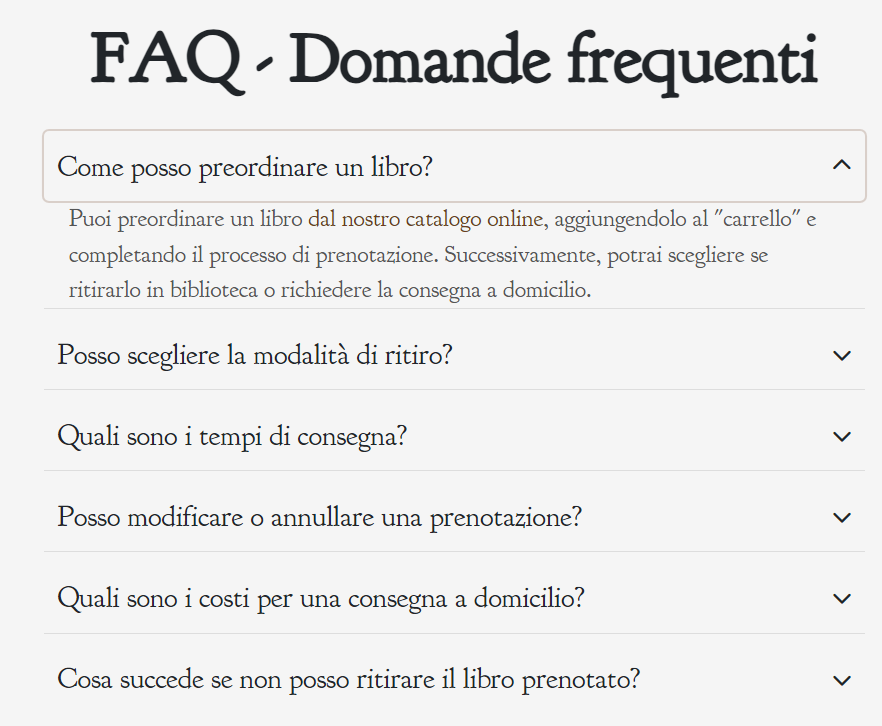 FAQ - Domande frequenti
Come posso preordinare un libro?
Puoi preordinare un libro dal nostro catalogo online, aggiungendolo al "carrello" e
completando il processo di prenotazione. Successivamente, potrai scegliere se
ritirarlo in biblioteca o richiedere la consegna a domicilio.
Posso scegliere la modalità di ritiro?
Quali sono i tempi di consegna?
Posso modificare o annullare una prenotazione?
Quali sono i costi per una consegna a domicilio?
Cosa succede se non posso ritirare il libro prenotato?